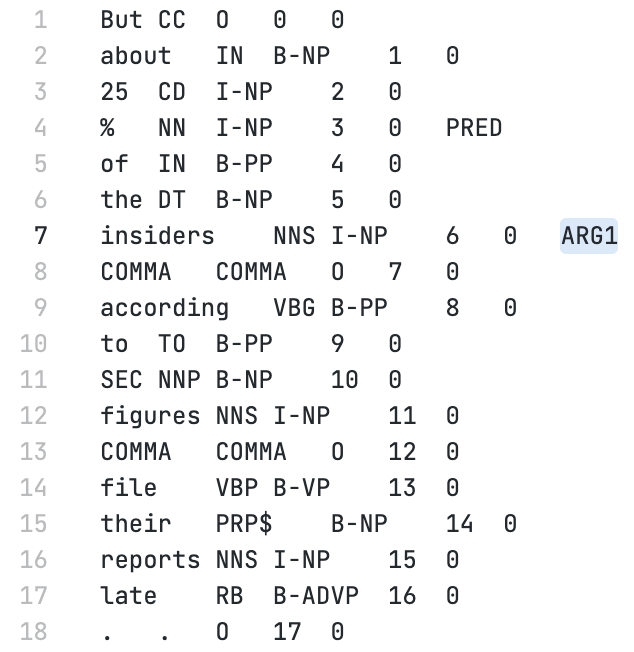 1 But CC O 0 0
2 about IN B-NP 1 0
3 25 CD I-NP 2 0
4 % NN I-NP 3 0 PRED
5 of IN B-PP 4 0
6 the DT B-NP 5 0
7 insiders NNS I-NP 6 0 ARG1
8 COMMA COMMA O 7 0
9 according VBG B-PP 8 0
10 to TO B-PP 9 0
11 SEC NNP B-NP 10 0
12 figures NNS I-NP 11 0
13 COMMA COMMA O 12 0
14 file VBP B-VP 13 0
15 their PRP$ B-NP 14 0
16 reports NNS I-NP 15 0
17 late RB B-ADVP 16 0
18 . . O 17 0